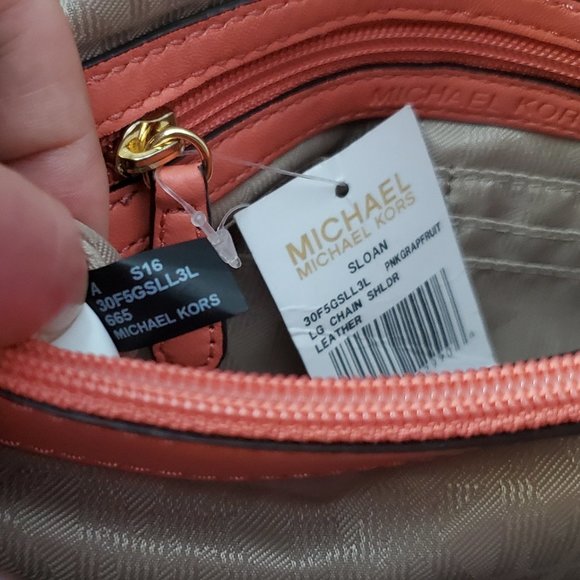 MICHAEL KORS
A S16
30F5GSLL3L
665
MICHAEL KORS
MICHAEL
MICHAEL KORS
SLOAN
30F5GSLL3L PNKGRAPFRUIT
LG CHAIN SHLDR
LEATHER